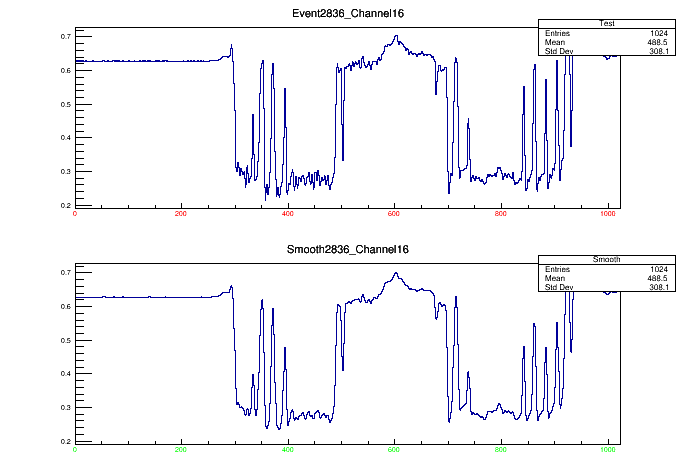 Event2836_Channel16
Test
Entries 1024
Mean 488.5
Std Dev 308.1
0.7
0.6
0.5
0.4
0.3
0.2
0 200 400 600 800 1000
Smooth2836_Channel16
Smooth
Entries 1024
Mean 488.5
Std Dev 308.1
0.7
0.6
0.5
0.4
0.3
0.2
0 200 400 600 800 1000